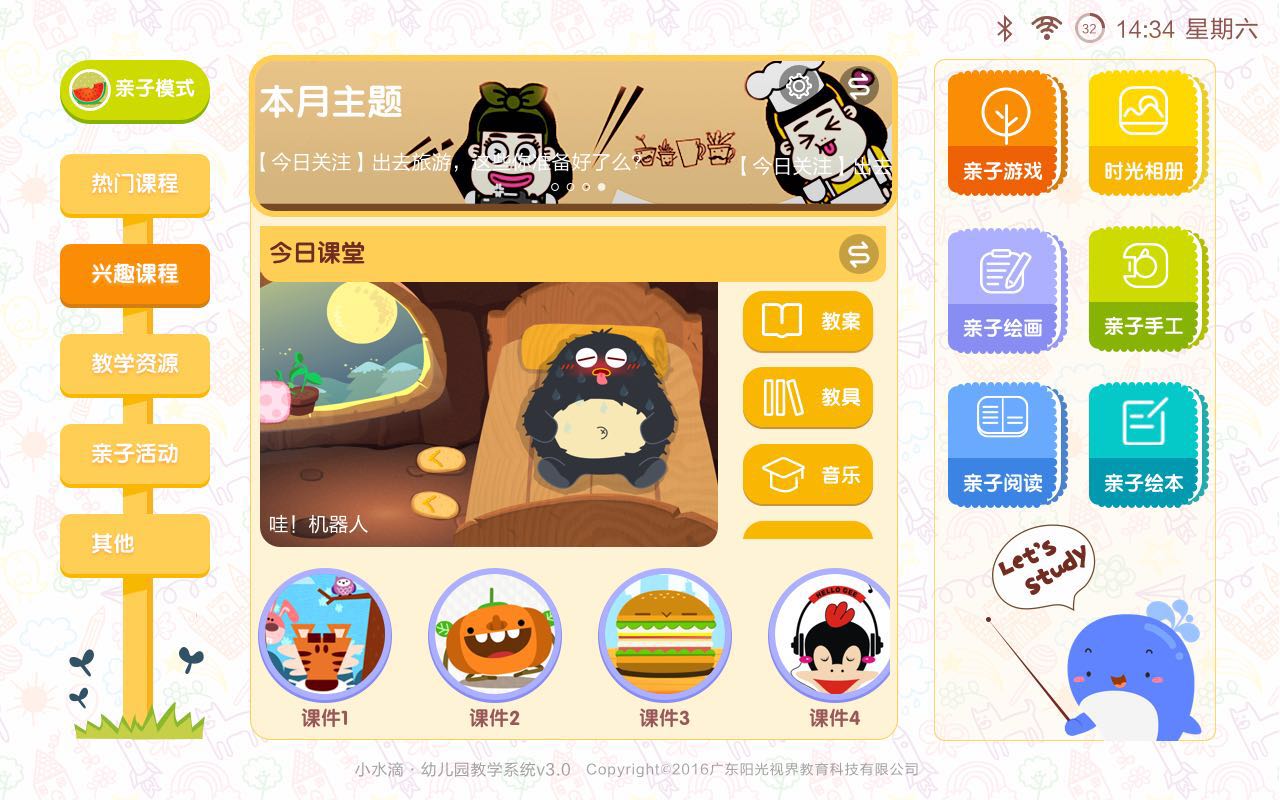 32 14:34 星期六
亲子模式
热门课程
兴趣课程
教学资源
亲子活动
其他
本月主题
【今日关注】出去旅游，这些你准备好了么？
【今日关注】出去
今日课堂
哇！机器人
教案
教具
音乐
HELLO GEE
课件1
课件2
课件3
课件4
亲子游戏
时光相册
亲子绘画
亲子手工
亲子阅读
亲子绘本
Let's
study
小水滴·幼儿园教学系统v3.0 Copyright©2016广东阳光视界教育科技有限公司